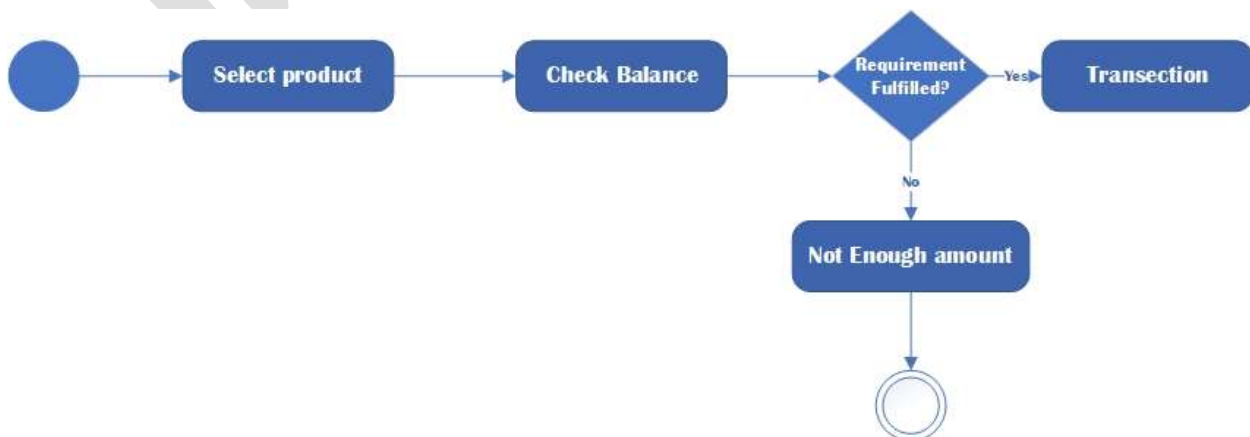 Select product
Check Balance
Requirement
Fulfilled?
Yes
Transection
No
Not Enough amount